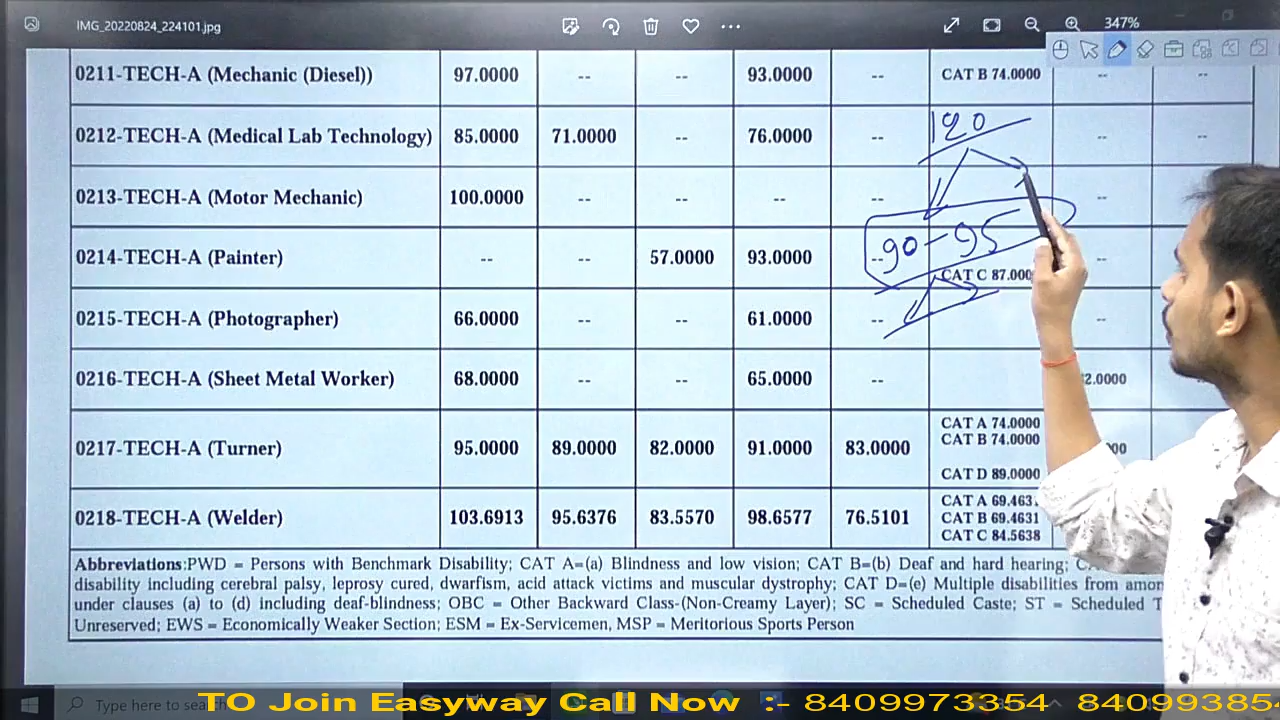 IMG_20220824_224101.jpg
347%
0211-TECH-A (Mechanic (Diesel)) 97.0000 -- -- 93.0000 -- CAT B 74.0000 -- --
0212-TECH-A (Medical Lab Technology) 85.0000 71.0000 -- 76.0000 -- 120 -- --
0213-TECH-A (Motor Mechanic) 100.0000 -- -- -- -- --
90-95
0214-TECH-A (Painter) -- -- 57.0000 93.0000 -- CAT C 87.000 --
0215-TECH-A (Photographer) 66.0000 -- -- 61.0000 -- --
0216-TECH-A (Sheet Metal Worker) 68.0000 -- -- 65.0000 -- 2.0000 --
CAT A 74.0000
CAT B 74.0000
0217-TECH-A (Turner) 95.0000 89.0000 82.0000 91.0000 83.0000
CAT D 89.0000
CAT A 69.463
0218-TECH-A (Welder) 103.6913 95.6376 83.5570 98.6577 76.5101 CAT B 69.4631
CAT C 84.5638
Abbreviations:PWD = Persons with Benchmark Disability; CAT A=(a) Blindness and low vision; CAT B=(b) Deaf and hard hearing;
disability including cerebral palsy, leprosy cured, dwarfism, acid attack victims and muscular dystrophy; CAT D=(e) Multiple disabilities from
under clauses (a) to (d) including deaf-blindness; OBC = Other Backward Class-(Non-Creamy Layer); SC = Scheduled Caste; ST = Scheduled T
Unreserved; EWS = Economically Weaker Section; ESM = Ex-Servicemen, MSP = Meritorious Sports Person
Type here to search
TO Join Easyway Call Now :- 8409973354 840993854